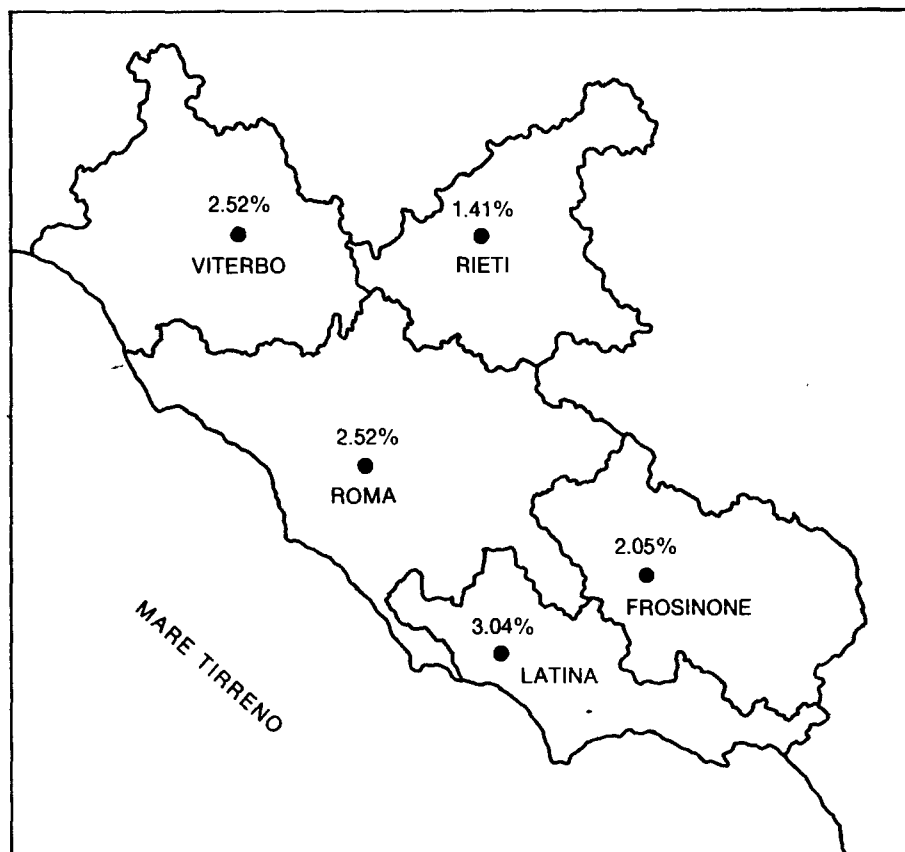 2.52%
VITERBO
1.41%
RIETI
2.52%
ROMA
2.05%
FROSINONE
3.04%
LATINA
MARE TIRRENO